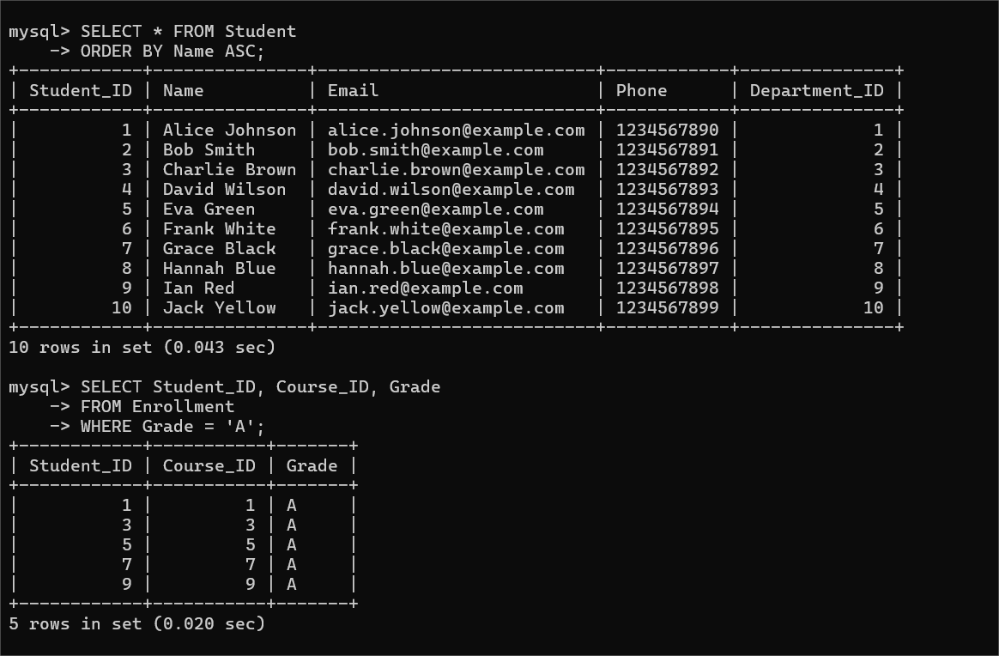 mysql> SELECT * FROM Student
    -> ORDER BY Name ASC;
+------------+---------------+---------------------------+------------+---------------+
| Student_ID | Name          | Email                     | Phone      | Department_ID |
+------------+---------------+---------------------------+------------+---------------+
|          1 | Alice Johnson | alice.johnson@example.com | 1234567890 |             1 |
|          2 | Bob Smith     | bob.smith@example.com     | 1234567891 |             2 |
|          3 | Charlie Brown | charlie.brown@example.com | 1234567892 |             3 |
|          4 | David Wilson  | david.wilson@example.com  | 1234567893 |             4 |
|          5 | Eva Green     | eva.green@example.com     | 1234567894 |             5 |
|          6 | Frank White   | frank.white@example.com   | 1234567895 |             6 |
|          7 | Grace Black   | grace.black@example.com   | 1234567896 |             7 |
|          8 | Hannah Blue   | hannah.blue@example.com   | 1234567897 |             8 |
|          9 | Ian Red       | ian.red@example.com       | 1234567898 |             9 |
|         10 | Jack Yellow   | jack.yellow@example.com   | 1234567899 |            10 |
+------------+---------------+---------------------------+------------+---------------+
10 rows in set (0.043 sec)

mysql> SELECT Student_ID, Course_ID, Grade
    -> FROM Enrollment
    -> WHERE Grade = 'A';
+------------+-----------+-------+
| Student_ID | Course_ID | Grade |
+------------+-----------+-------+
|          1 |         1 | A     |
|          3 |         3 | A     |
|          5 |         5 | A     |
|          7 |         7 | A     |
|          9 |         9 | A     |
+------------+-----------+-------+
5 rows in set (0.020 sec)